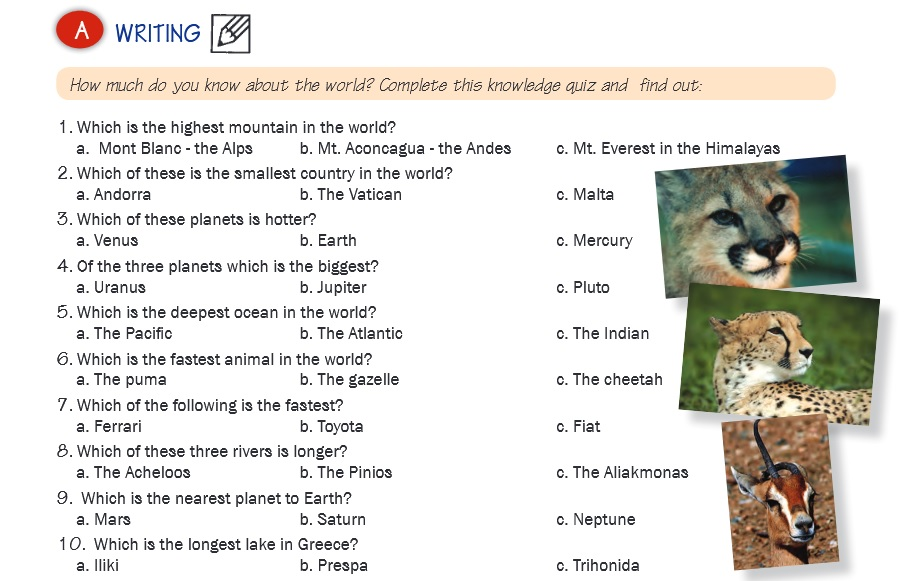 A WRITING
How much do you know about the world? Complete this knowledge quiz and find out:
1. Which is the highest mountain in the world?
a. Mont Blanc - the Alps b. Mt. Aconcagua - the Andes c. Mt. Everest in the Himalayas
2. Which of these is the smallest country in the world?
a. Andorra b. The Vatican c. Malta
3. Which of these planets is hotter?
a. Venus b. Earth c. Mercury
4. Of the three planets which is the biggest?
a. Uranus b. Jupiter c. Pluto
5. Which is the deepest ocean in the world?
a. The Pacific b. The Atlantic c. The Indian
6. Which is the fastest animal in the world?
a. The puma b. The gazelle c. The cheetah
7. Which of the following is the fastest?
a. Ferrari b. Toyota c. Fiat
8. Which of these three rivers is longer?
a. The Acheloos b. The Pinios c. The Aliakmonas
9. Which is the nearest planet to Earth?
a. Mars b. Saturn c. Neptune
10. Which is the longest lake in Greece?
a. Iliki b. Prespa c. Trihonida